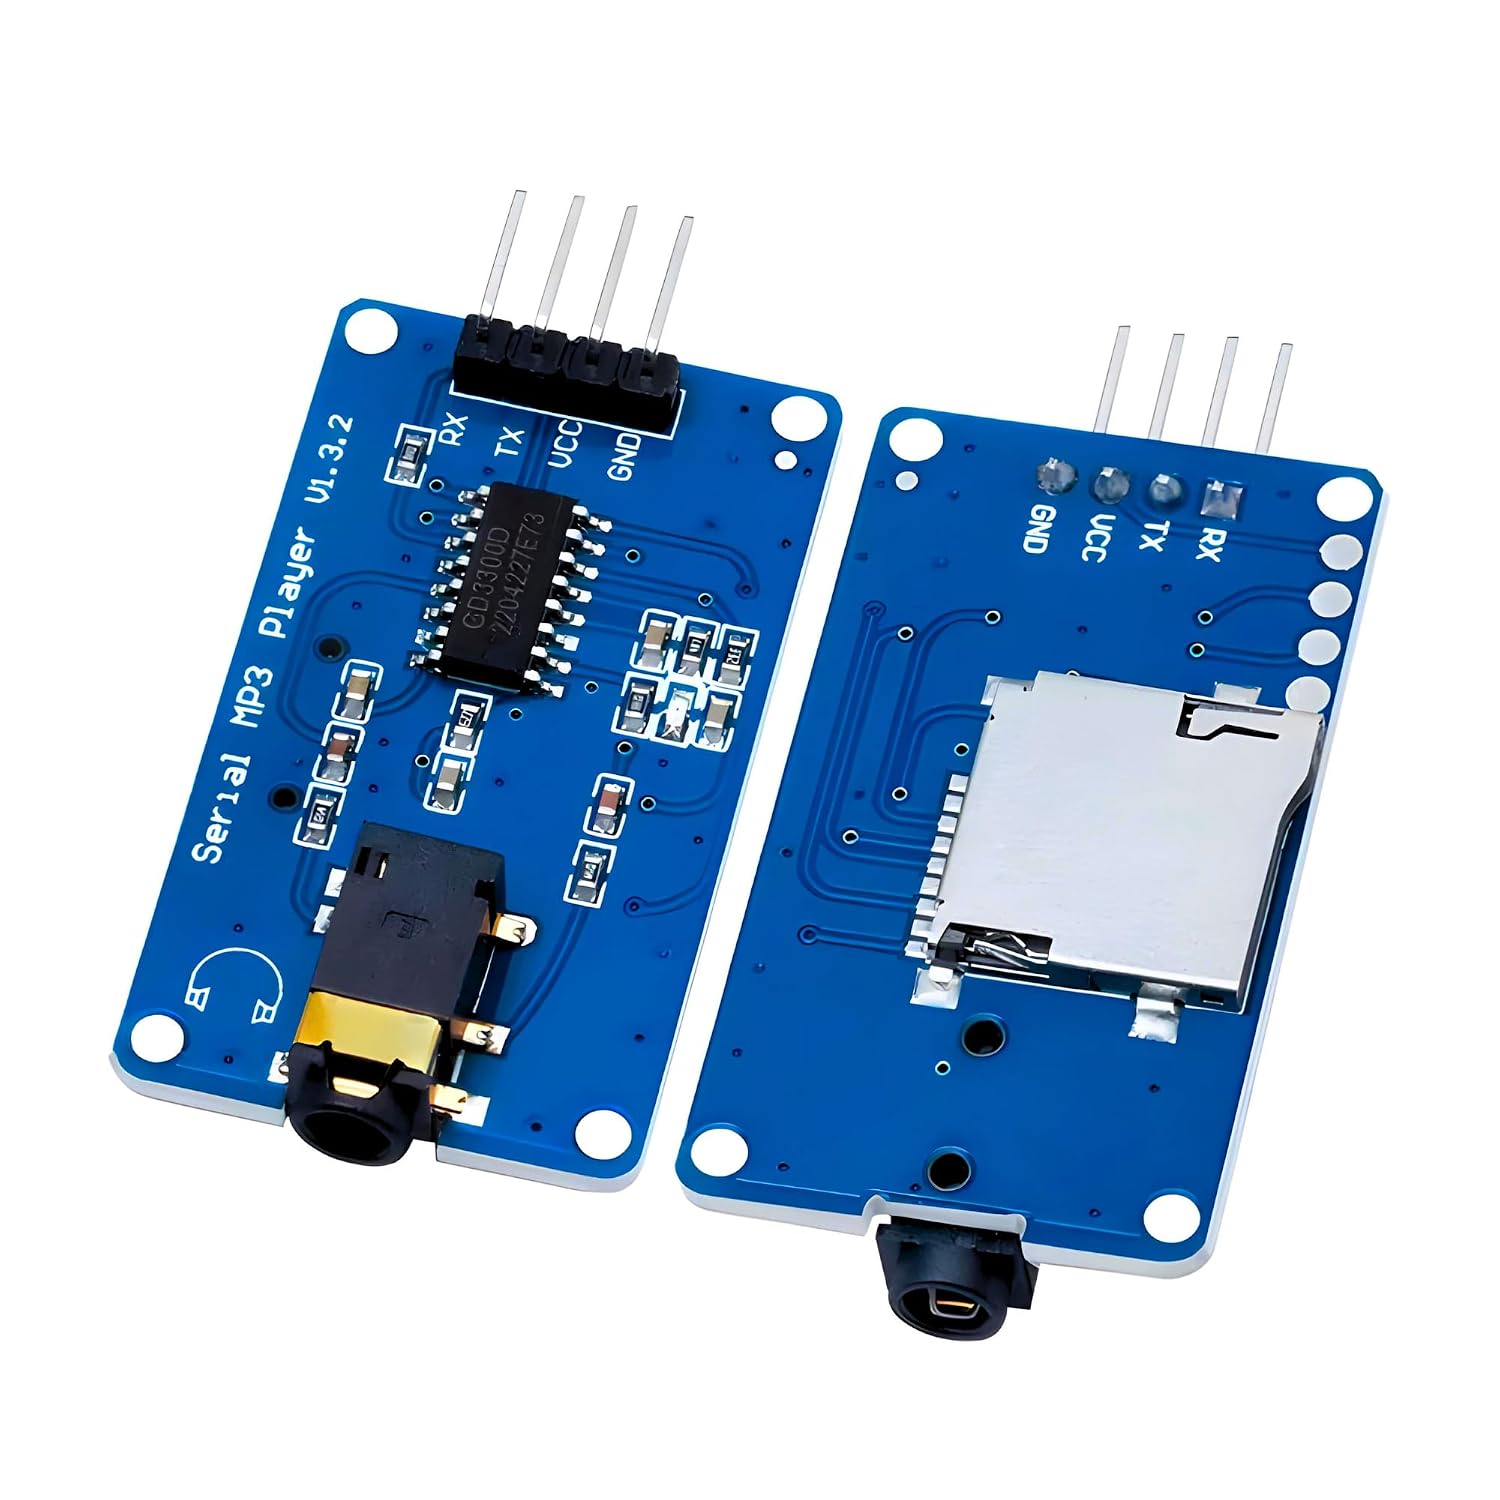 RX
TX
VCC
GND
Serial MP3 Player V1.3.2
GD3300D
2204227E73
GND
VCC
TX
RX